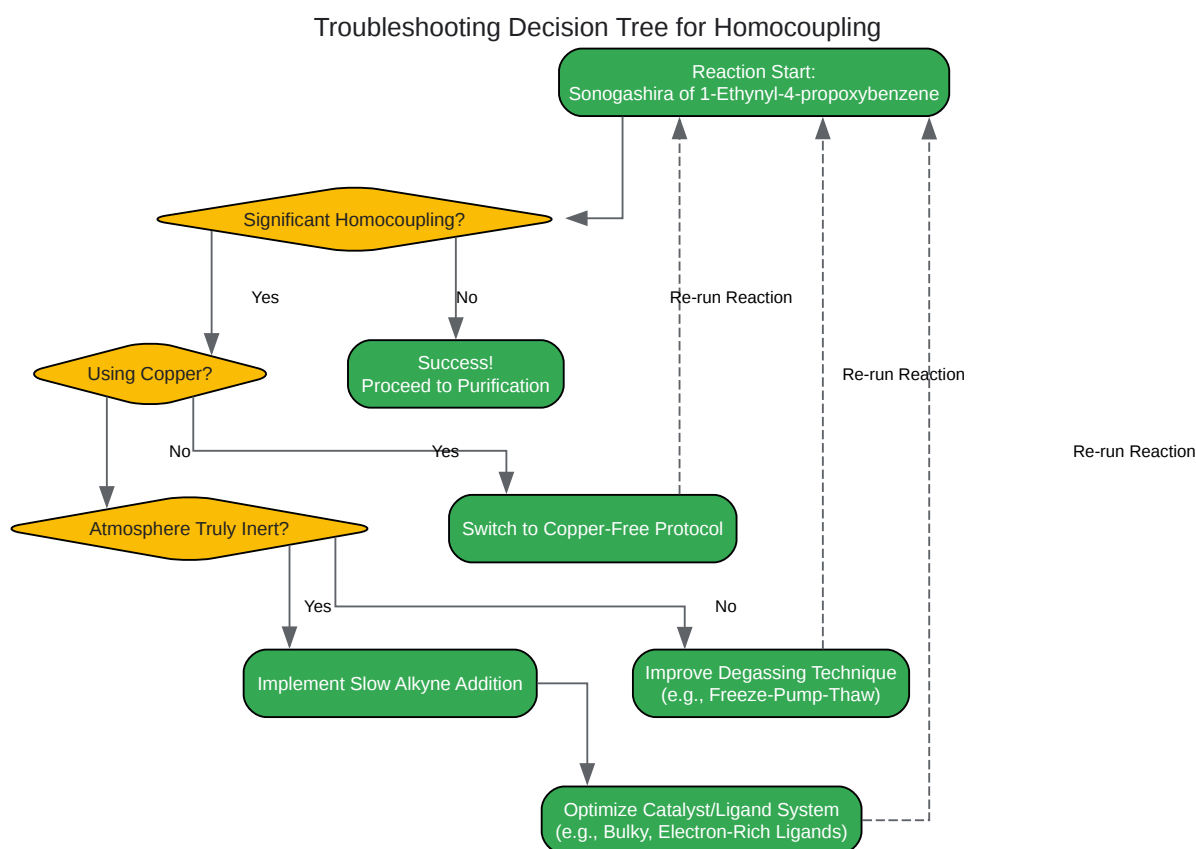 Troubleshooting Decision Tree for Homocoupling
Reaction Start:
Sonogashira of 1-Ethynyl-4-propoxybenzene
Significant Homocoupling?
Yes
No
Re-run Reaction
Using Copper?
Success!
Proceed to Purification
Re-run Reaction
No
Yes
Re-run Reaction
Atmosphere Truly Inert?
Switch to Copper-Free Protocol
Yes
No
Implement Slow Alkyne Addition
Improve Degassing Technique
(e.g., Freeze-Pump-Thaw)
Optimize Catalyst/Ligand System
(e.g., Bulky, Electron-Rich Ligands)